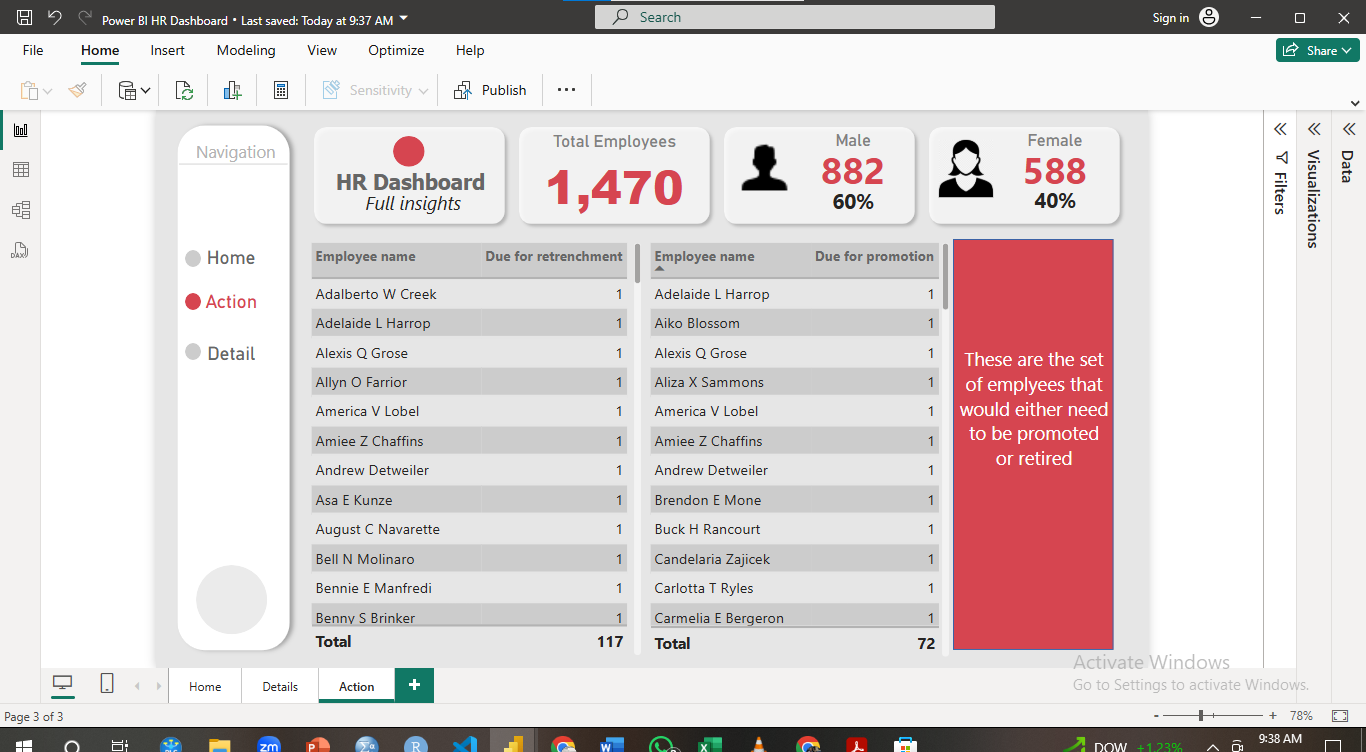 Power BI HR Dashboard • Last saved: Today at 9:37 AM
Search
Sign in
File Home Insert Modeling View Optimize Help
Share
Sensitivity
Publish
Navigation
Home
Action
Detail
HR Dashboard
Full insights
Total Employees
1,470
Male
882
60%
Female
588
40%
Employee name Due for retrenchment
Adalberto W Creek 1
Adelaide L Harrop 1
Alexis Q Grose 1
Allyn O Farrior 1
America V Lobel 1
Amiee Z Chaffins 1
Andrew Detweiler 1
Asa E Kunze 1
August C Navarette 1
Bell N Molinaro 1
Bennie E Manfredi 1
Benny S Brinker 1
Total 117
Employee name Due for promotion
Adelaide L Harrop 1
Aiko Blossom 1
Alexis Q Grose 1
Aliza X Sammons 1
America V Lobel 1
Amiee Z Chaffins 1
Andrew Detweiler 1
Brendon E Mone 1
Buck H Rancourt 1
Candelaria Zajicek 1
Carlotta T Ryles 1
Carmelia E Bergeron 1
Total 72
These are the set
of emplyees that
would either need
to be promoted
or retired
Filters
Visualizations
Data
DAX
Activate Windows
Go to Settings to activate Windows.
Home Details Action +
Page 3 of 3
- + 78%
zm
P
R
W
X
DOW +1.23%
9:38 AM